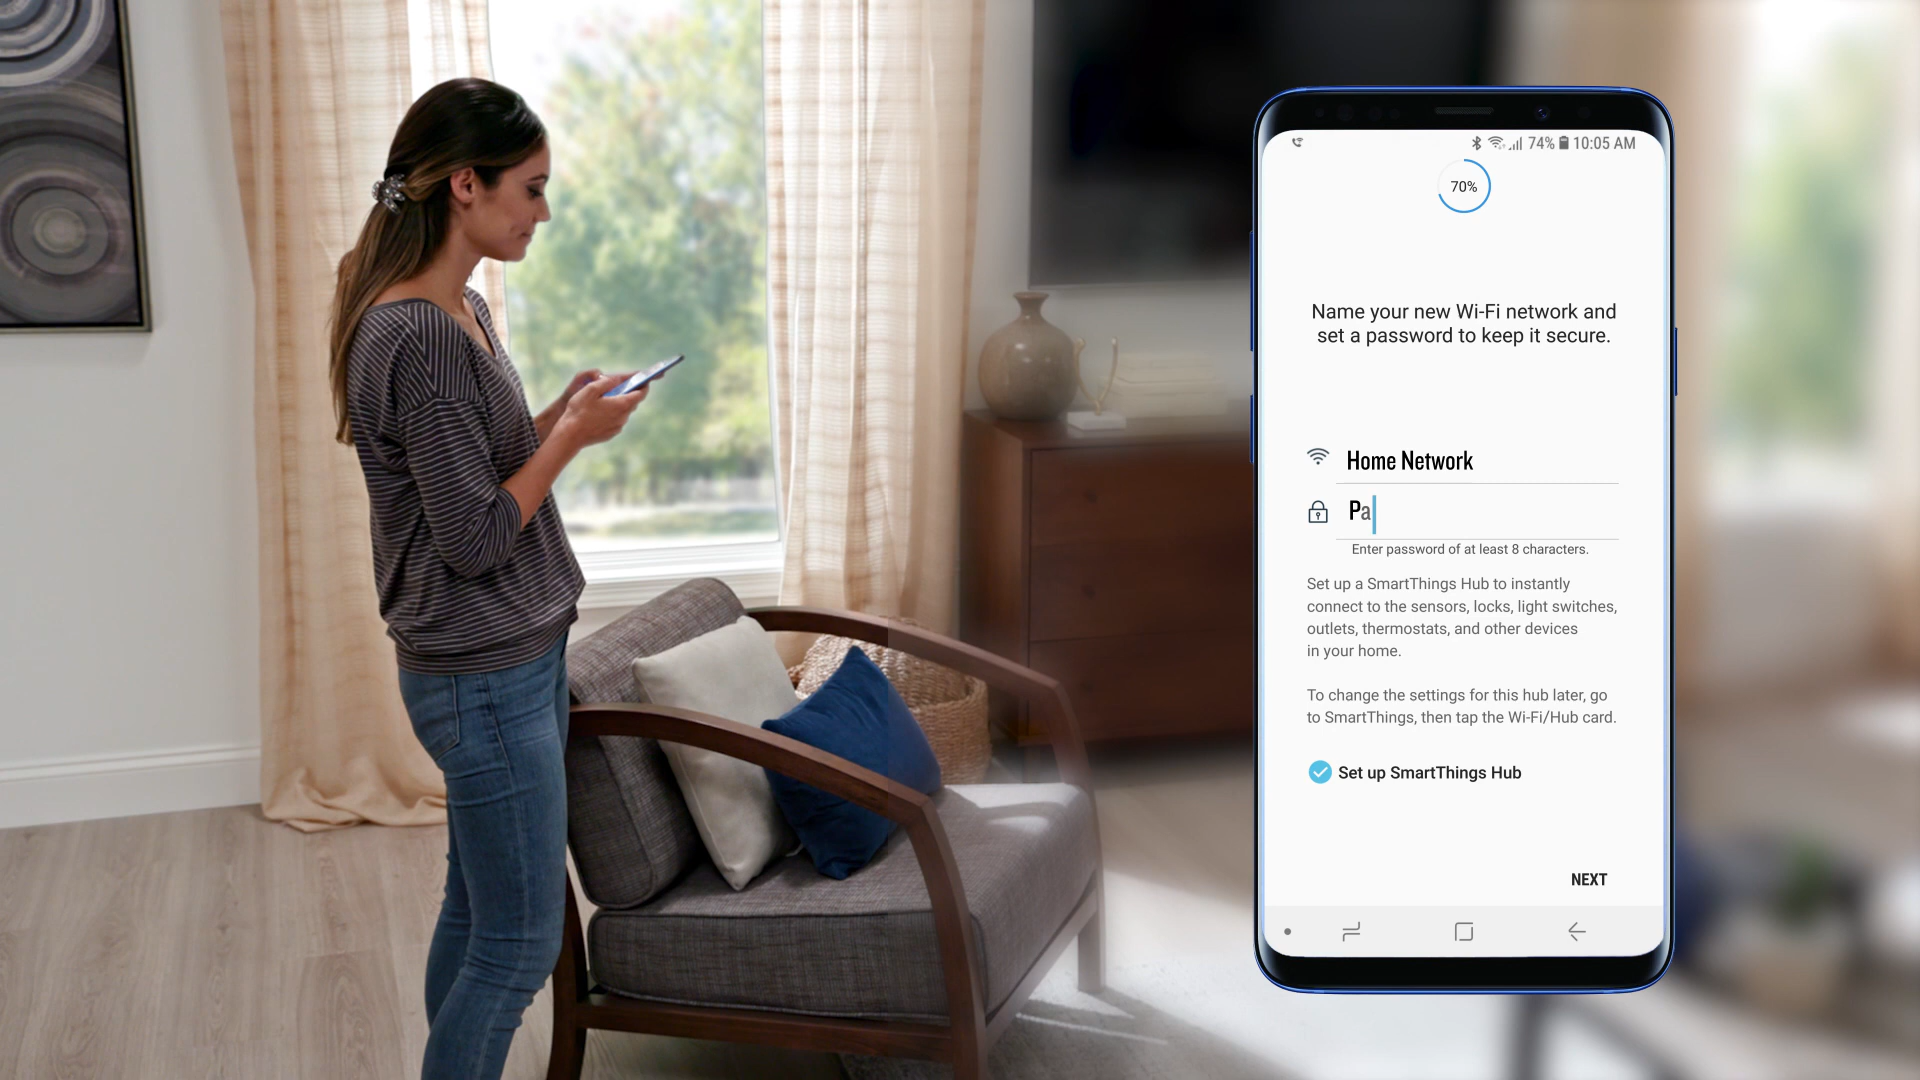 74% 10:05 AM
70%
Name your new Wi-Fi network and
set a password to keep it secure.
Home Network
Pa
Enter password of at least 8 characters.
Set up a SmartThings Hub to instantly
connect to the sensors, locks, light switches,
outlets, thermostats, and other devices
in your home.
To change the settings for this hub later, go
to SmartThings, then tap the Wi-Fi/Hub card.
Set up SmartThings Hub
NEXT